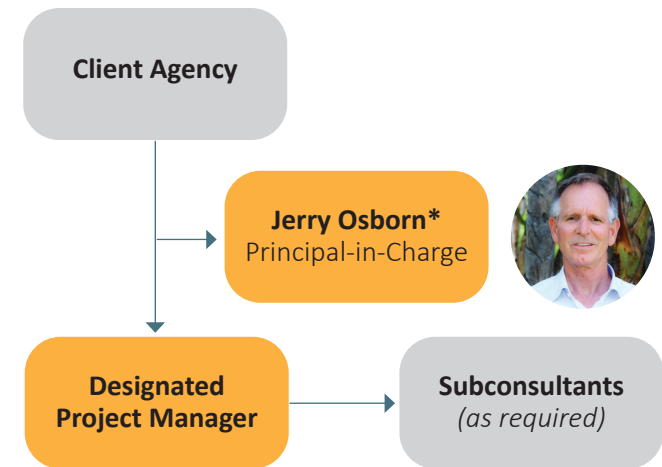 Client Agency
Jerry Osborn*
Principal-in-Charge
Designated
Project Manager
Subconsultants
(as required)